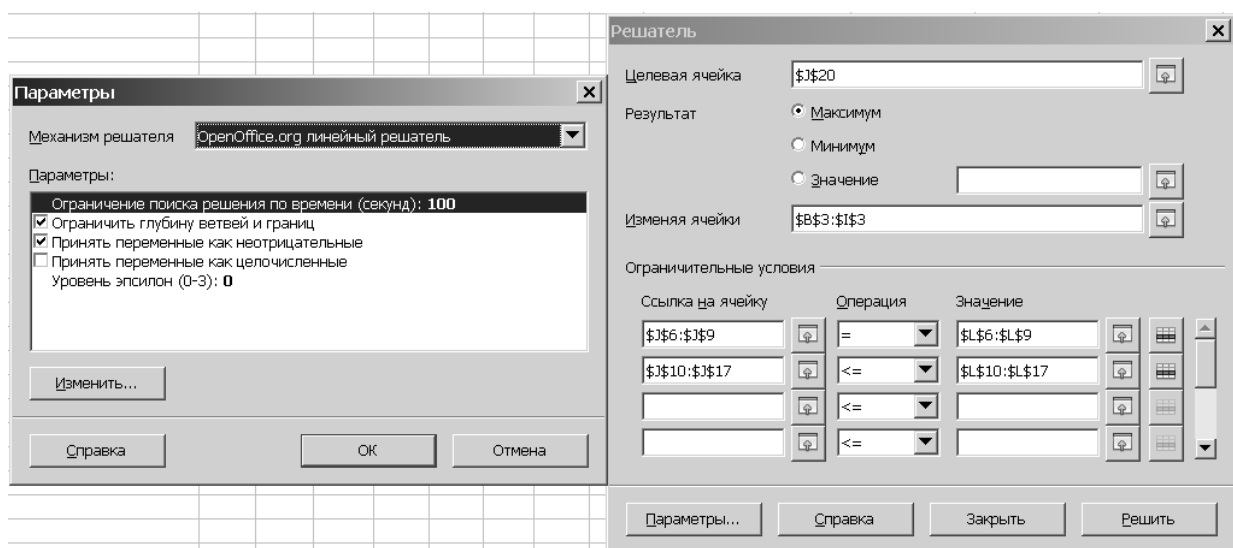 Параметры
Механизм решателя OpenOffice.org линейный решатель
Параметры:
Ограничение поиска решения по времени (секунд): 100
Ограничить глубину ветвей и границ
Принять переменные как неотрицательные
Принять переменные как целочисленные
Уровень эпсилон (0-3): 0
Изменить...
Справка ОК Отмена
Решатель
Целевая ячейка $J$20
Результат Максимум
Минимум
Значение
Изменяя ячейки $B$3:$I$3
Ограничительные условия
Ссылка на ячейку Операция Значение
$J$6:$J$9 = $L$6:$L$9
$J$10:$J$17 <= $L$10:$L$17
<=
<=
Параметры... Справка Закрыть Решить